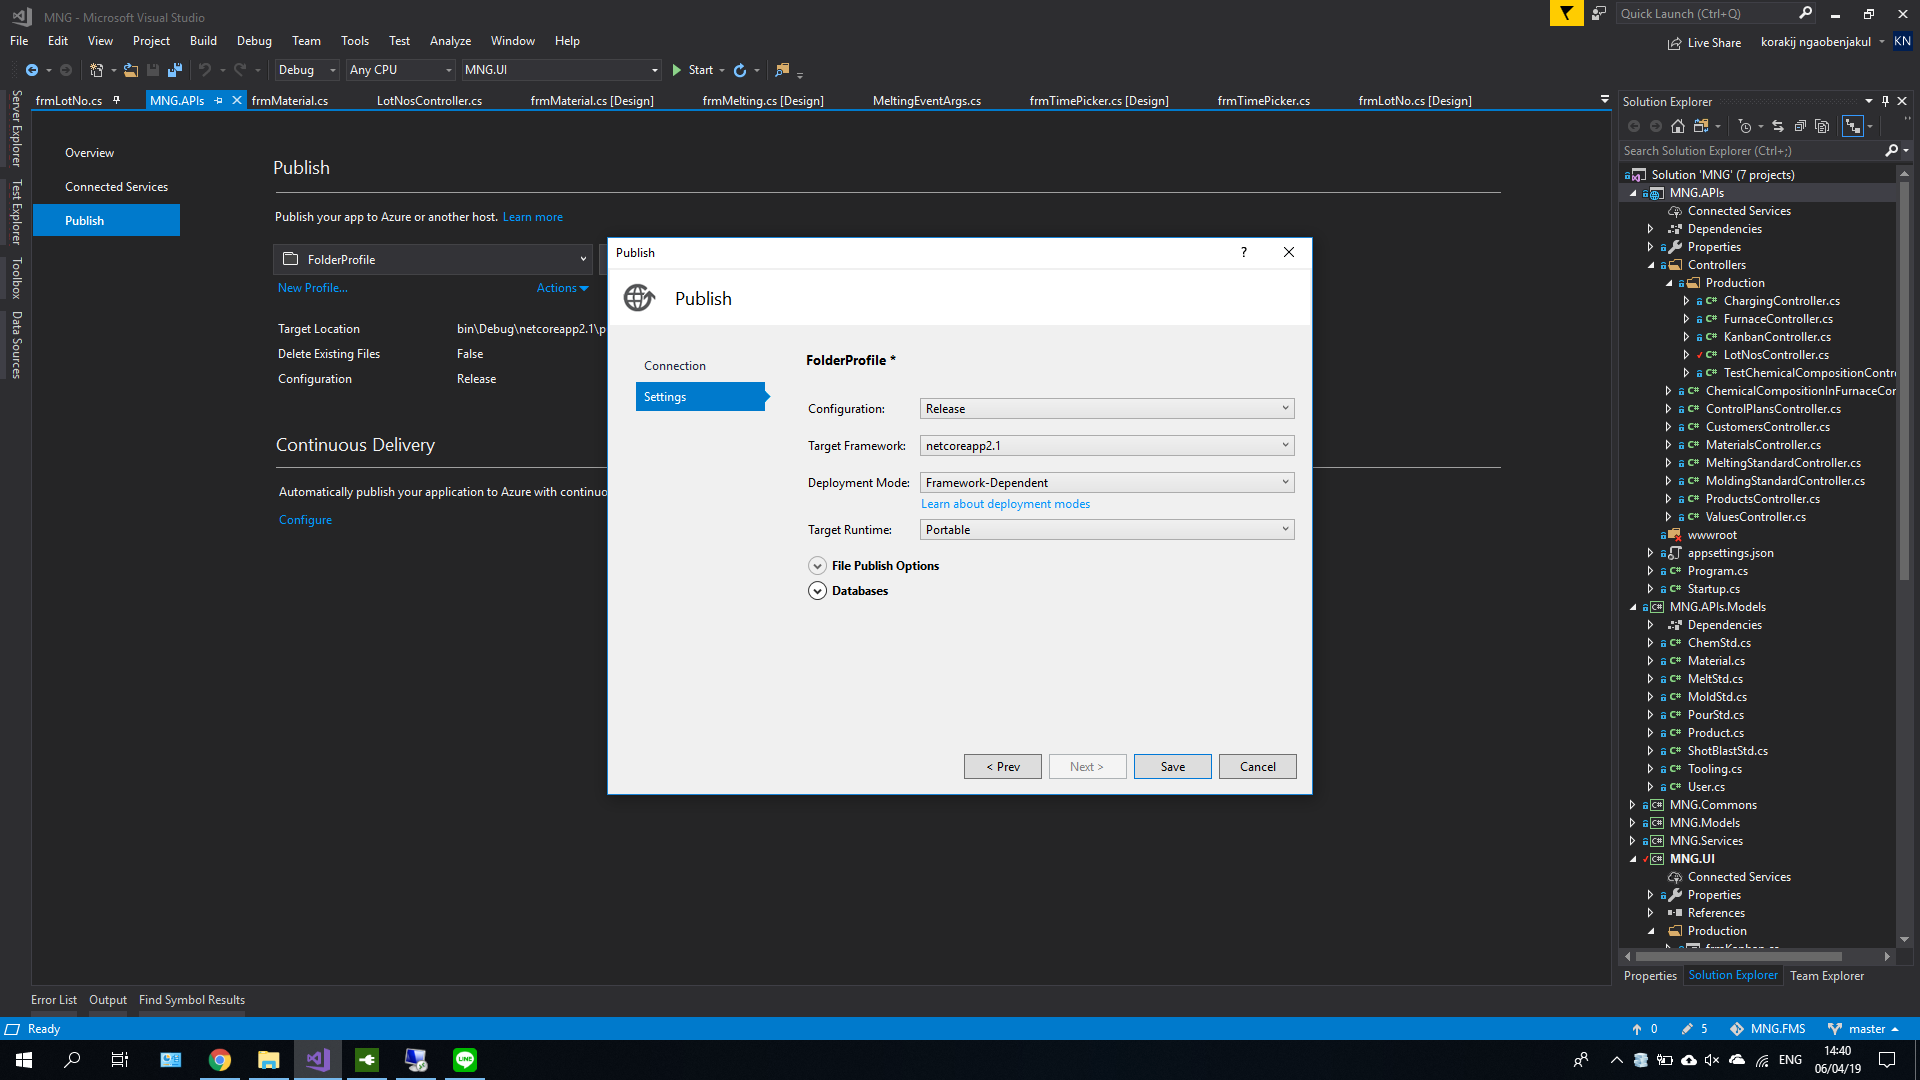 MNG - Microsoft Visual Studio
Quick Launch (Ctrl+Q)
File Edit View Project Build Debug Team Tools Test Analyze Window Help
Live Share korakij ngaobenjakul KN
Debug Any CPU MNG.UI Start
frmLotNo.cs MNG.APIs frmMaterial.cs LotNosController.cs frmMaterial.cs [Design] frmMelting.cs [Design] MeltingEventArgs.cs frmTimePicker.cs [Design] frmTimePicker.cs frmLotNo.cs [Design]
Server Explorer
Test Explorer
Toolbox
Data Sources
Overview
Connected Services
Publish
Publish
Publish your app to Azure or another host. Learn more
FolderProfile
New Profile... Actions
Target Location bin\Debug\netcoreapp2.1\p
Delete Existing Files False
Configuration Release
Continuous Delivery
Automatically publish your application to Azure with continuo
Configure
Publish ?
Publish
Connection
Settings
FolderProfile *
Configuration: Release
Target Framework: netcoreapp2.1
Deployment Mode: Framework-Dependent
Learn about deployment modes
Target Runtime: Portable
File Publish Options
Databases
< Prev Next > Save Cancel
Solution Explorer
Search Solution Explorer (Ctrl+;)
Solution 'MNG' (7 projects)
MNG.APIs
Connected Services
Dependencies
Properties
Controllers
Production
C# ChargingController.cs
C# FurnaceController.cs
C# KanbanController.cs
C# LotNosController.cs
C# TestChemicalCompositionContr
C# ChemicalCompositionInFurnaceCor
C# ControlPlansController.cs
C# CustomersController.cs
C# MaterialsController.cs
C# MeltingStandardController.cs
C# MoldingStandardController.cs
C# ProductsController.cs
C# ValuesController.cs
wwwroot
appsettings.json
C# Program.cs
C# Startup.cs
C# MNG.APIs.Models
Dependencies
C# ChemStd.cs
C# Material.cs
C# MeltStd.cs
C# MoldStd.cs
C# PourStd.cs
C# Product.cs
C# ShotBlastStd.cs
C# Tooling.cs
C# User.cs
C# MNG.Commons
C# MNG.Models
C# MNG.Services
C# MNG.UI
Connected Services
Properties
References
Production
Properties Solution Explorer Team Explorer
Error List Output Find Symbol Results
Ready 0 5 MNG.FMS master
LINE ENG 14:40
06/04/19